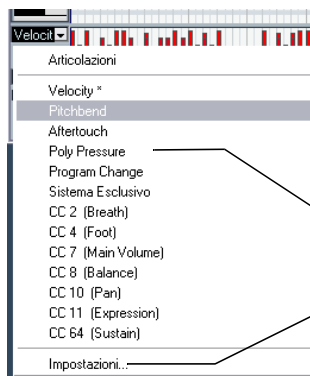 Velocit
Articolazioni
Velocity *
Pitchbend
Aftertouch
Poly Pressure
Program Change
Sistema Esclusivo
CC 2 (Breath)
CC 4 (Foot)
CC 7 (Main Volume)
CC 8 (Balance)
CC 10 (Pan)
CC 11 (Expression)
CC 64 (Sustain)
Impostazioni...